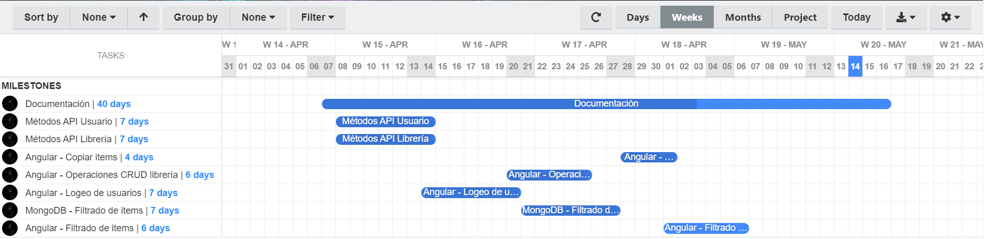 Sort by None Group by None Filter Days Weeks Months Project Today
TASKS
W 1 W 14 - APR W 15 - APR W 16 - APR W 17 - APR W 18 - APR W 19 - MAY W 20 - MAY W 21 - MAY
31 01 02 03 04 05 06 07 08 09 10 11 12 13 14 15 16 17 18 19 20 21 22 23 24 25 26 27 28 29 30 01 02 03 04 05 06 07 08 09 10 11 12 13 14 15 16 17 18 19 20 21 22 2
MILESTONES
Documentación | 40 days Documentación
Métodos API Usuario | 7 days Métodos API Usuario
Métodos API Librería | 7 days Métodos API Librería
Angular - Copiar items | 4 days Angular - ...
Angular - Operaciones CRUD librería | 6 days Angular - Operaci...
Angular - Logeo de usuarios | 7 days Angular - Logeo de u...
MongoDB - Filtrado de items | 7 days MongoDB - Filtrado d...
Angular - Filtrado de items | 6 days Angular - Filtrado ...